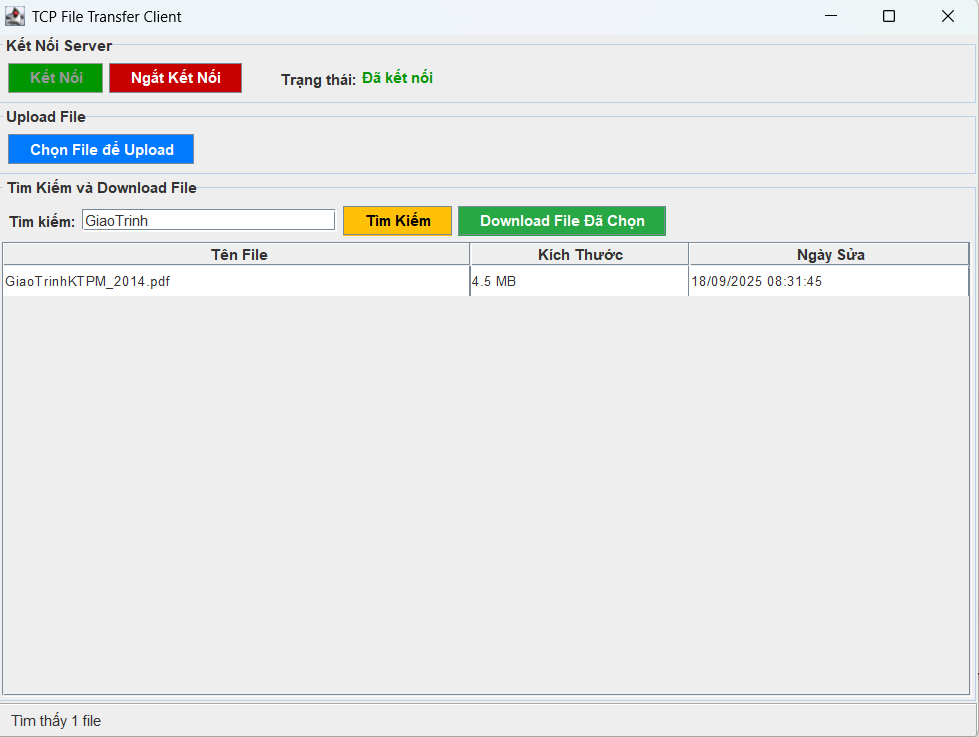 TCP File Transfer Client
Kết Nối Server
Kết Nối Ngắt Kết Nối Trạng thái: Đã kết nối
Upload File
Chọn File để Upload
Tìm Kiếm và Download File
Tìm kiếm: GiaoTrinh Tìm Kiếm Download File Đã Chọn
Tên File Kích Thước Ngày Sửa
GiaoTrinhKTPM_2014.pdf 4.5 MB 18/09/2025 08:31:45
Tìm thấy 1 file